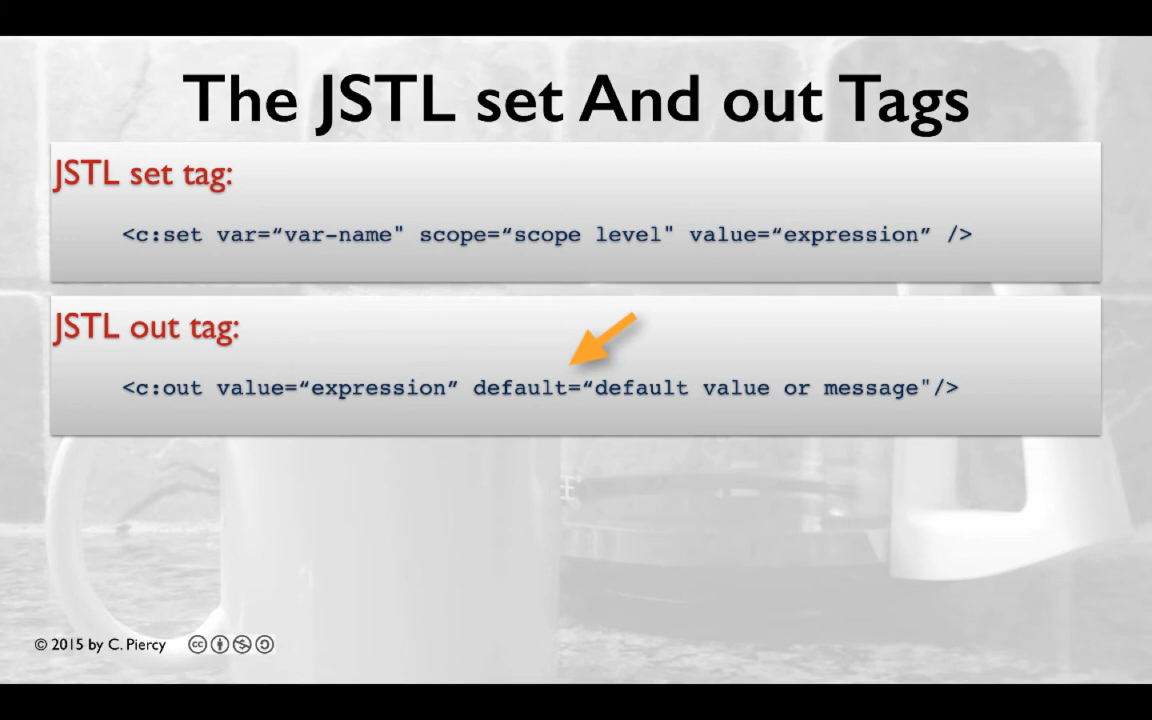 The JSTL set And out Tags
JSTL set tag:
<c:set var=“var-name" scope=“scope level" value=“expression” />
JSTL out tag:
<c:out value=“expression” default=“default value or message"/>
© 2015 by C. Piercy